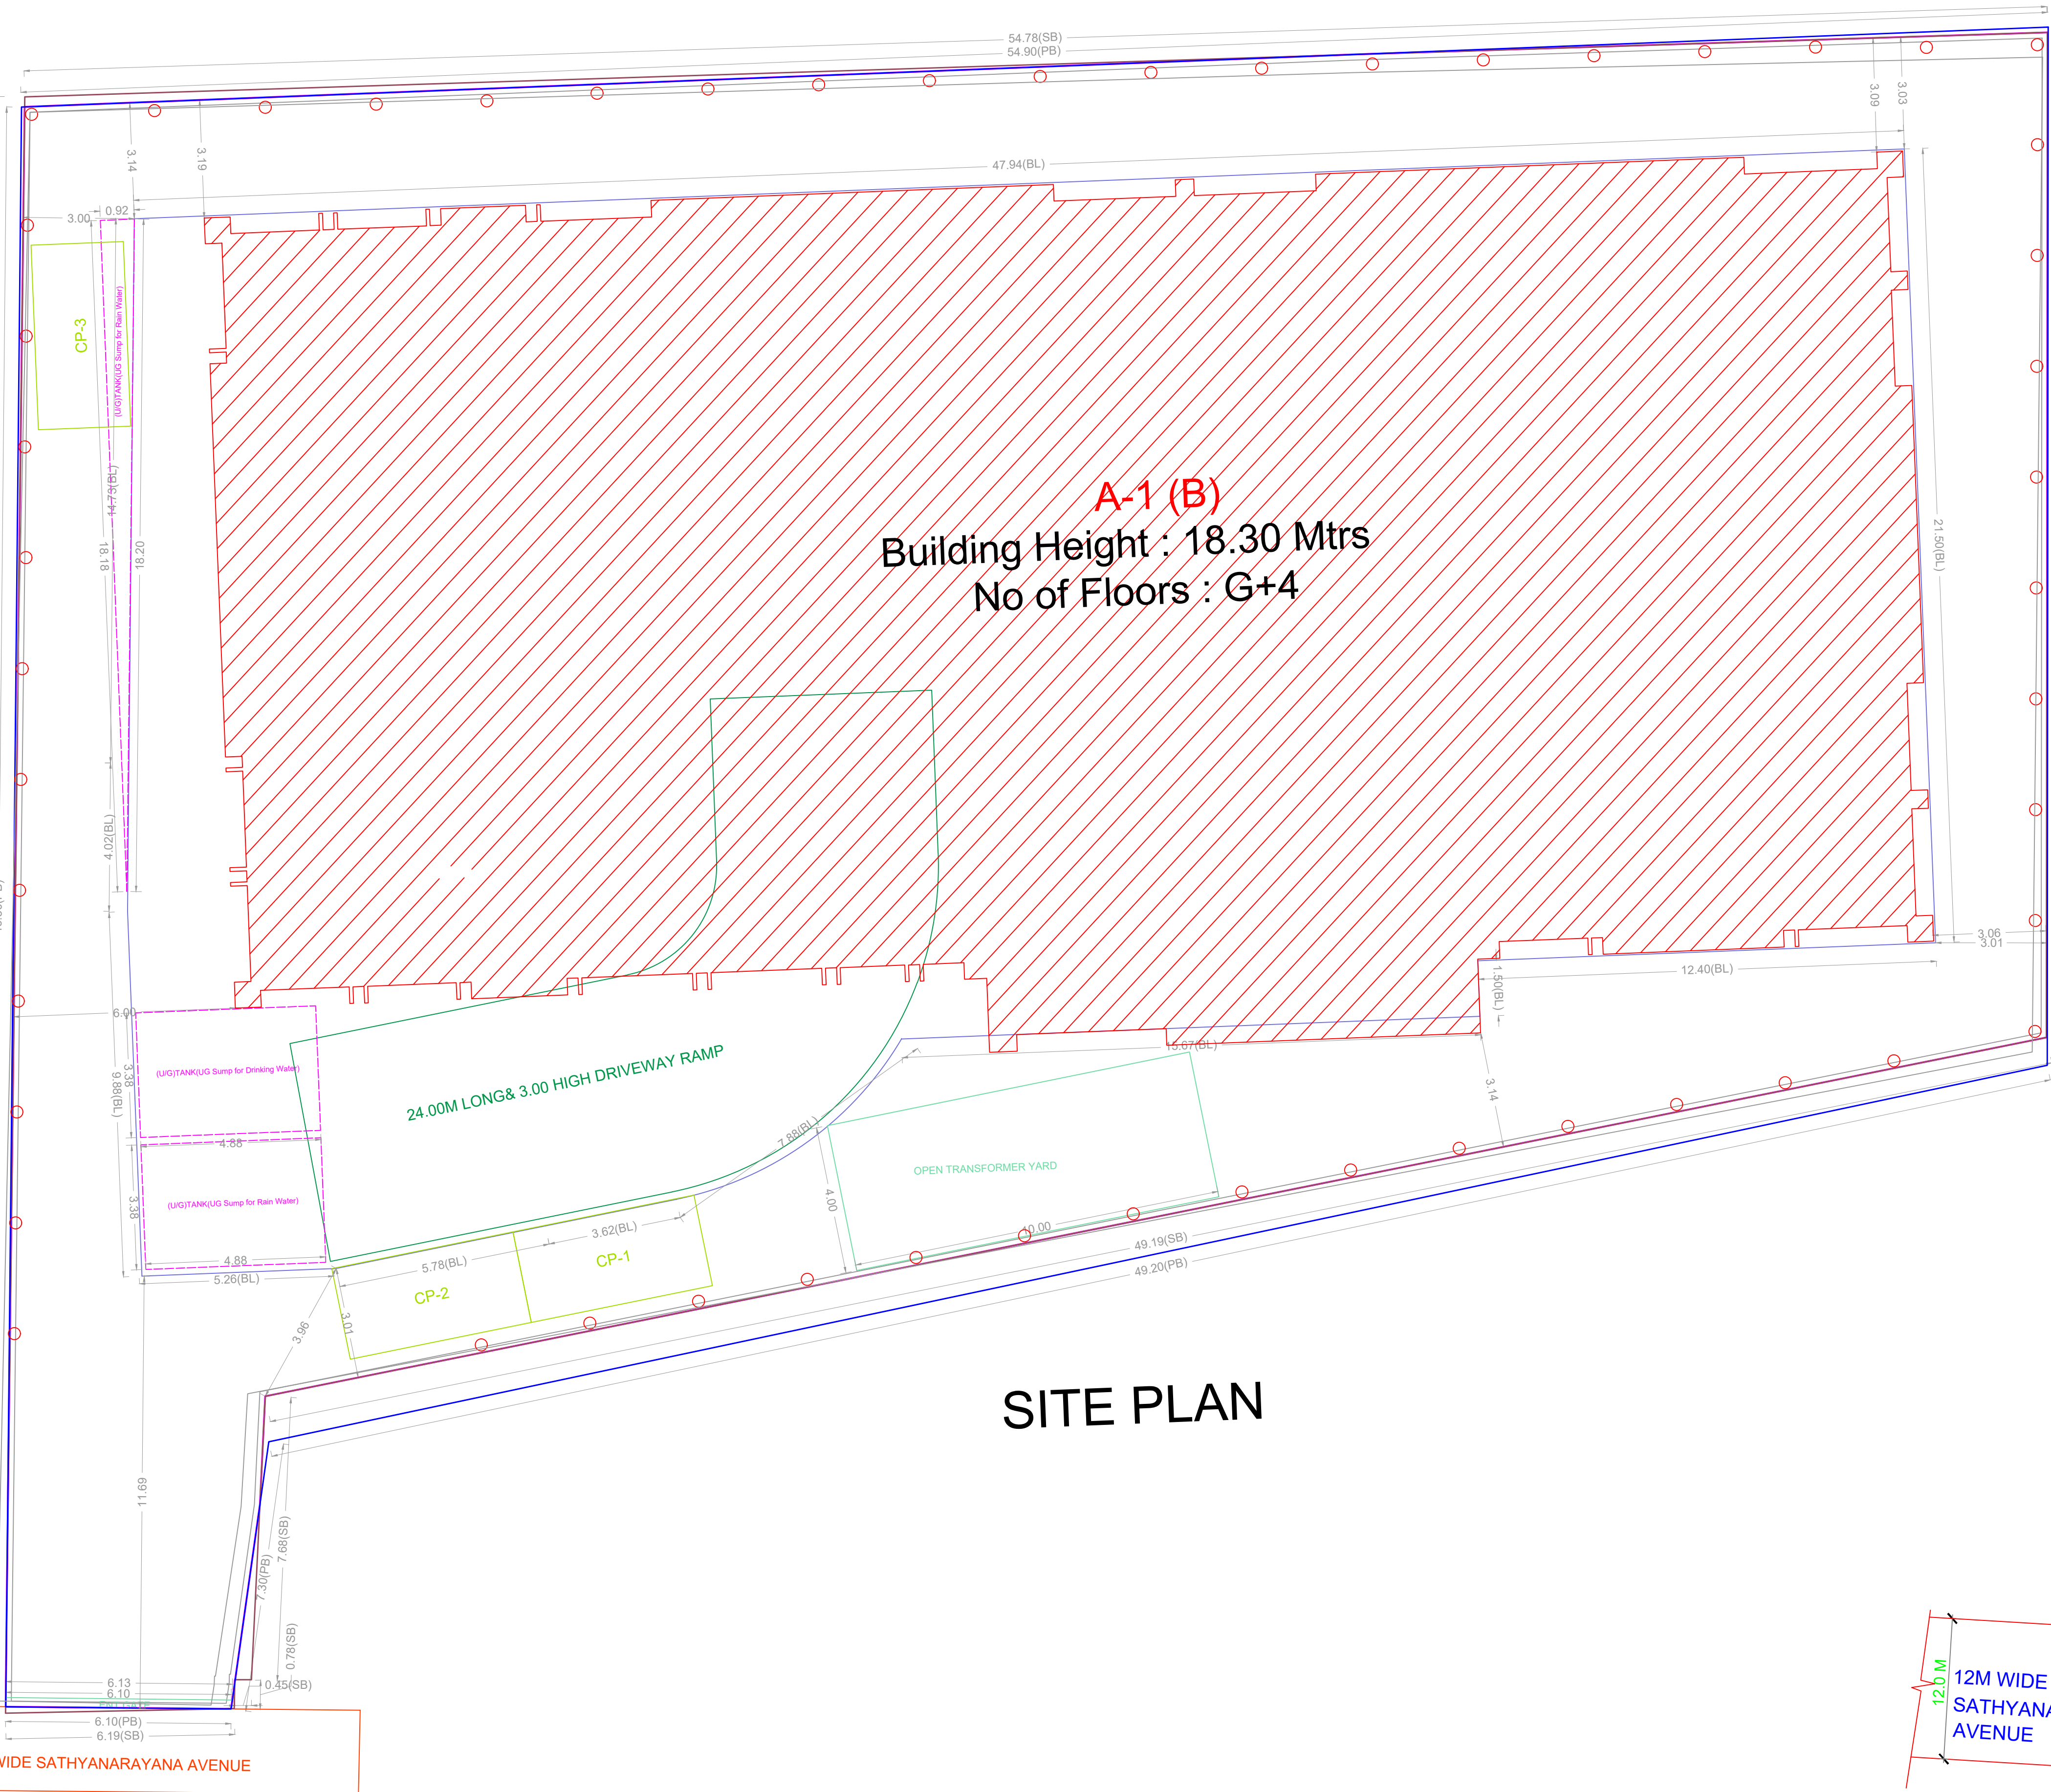 54.78(SB)
54.90(PB)
3.09
3.03
3.14
3.19
47.94(BL)
3.00
0.92
CP-3
(U/G)TANK(UG Sump for Rain Water)
14.79(BL)
18.18
18.20
21.50(BL)
A-1 (B)
Building Height : 18.30 Mtrs
No of Floors : G+4
4.02(BL)
3.06
3.01
12.40(BL)
1.50(BL)
6.00
15.67(BL)
(U/G)TANK(UG Sump for Drinking Water)
3.38
9.88(BL)
24.00M LONG& 3.00 HIGH DRIVEWAY RAMP
3.14
7.88(BL)
4.88
OPEN TRANSFORMER YARD
(U/G)TANK(UG Sump for Rain Water)
3.38
4.00
10.00
3.62(BL)
4.88
5.26(BL)
5.78(BL)
CP-1
CP-2
49.19(SB)
49.20(PB)
3.96
3.01
SITE PLAN
11.69
7.68(SB)
7.30(PB)
0.78(SB)
6.13
6.10
0.45(SB)
6.10(PB)
6.19(SB)
WIDE SATHYANARAYANA AVENUE
12.0 M
12M WIDE
SATHYANA
AVENUE